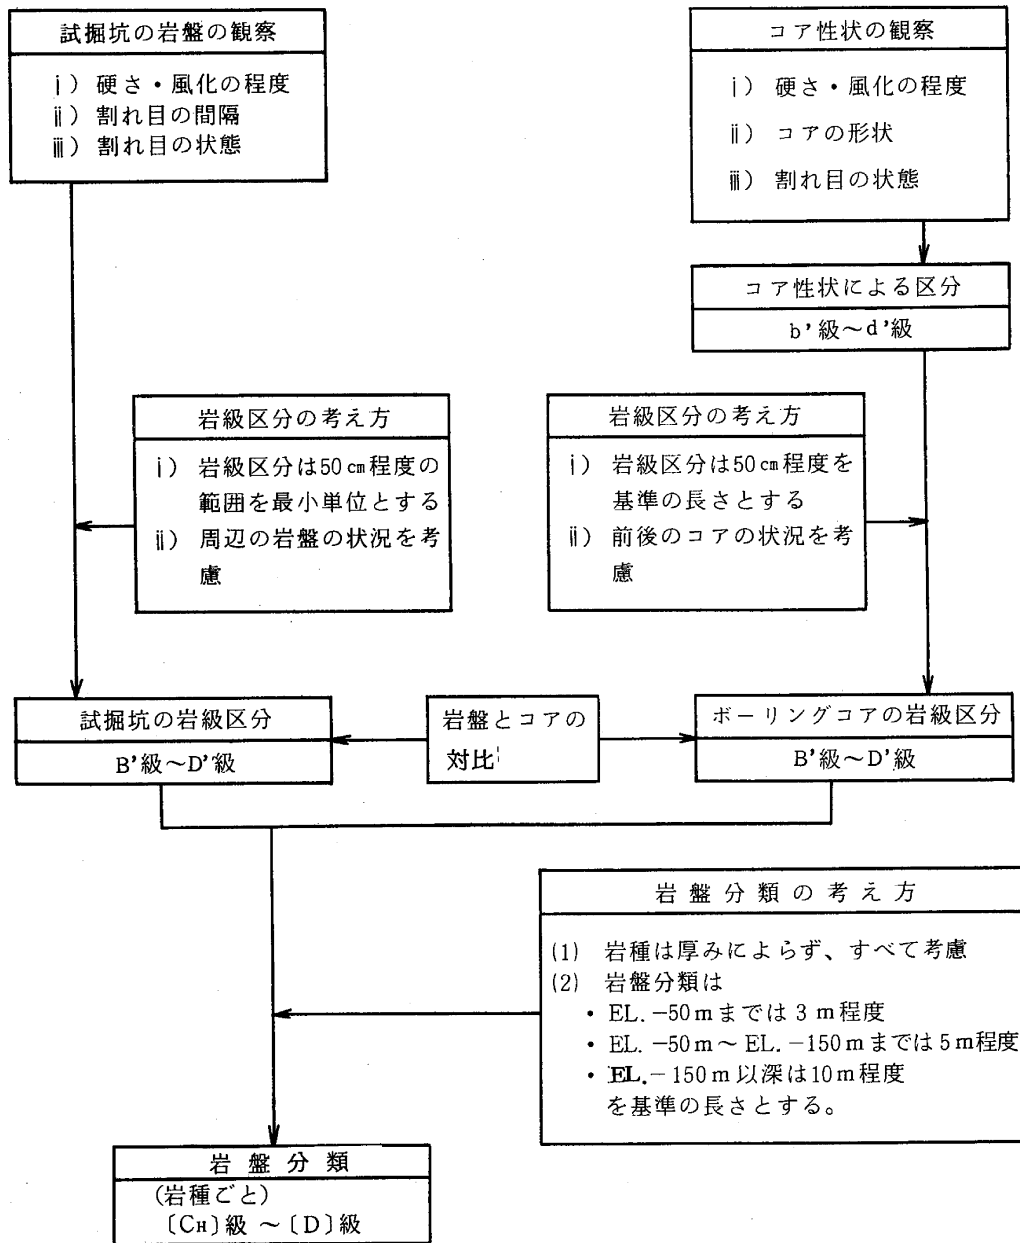 試掘坑の岩盤の観察
ⅰ) 硬さ・風化の程度
ⅱ) 割れ目の間隔
ⅲ) 割れ目の状態
コア性状の観察
ⅰ) 硬さ・風化の程度
ⅱ) コアの形状
ⅲ) 割れ目の状態
コア性状による区分
b'級～d'級
岩級区分の考え方
ⅰ) 岩級区分は50㎝程度の
範囲を最小単位とする
ⅱ) 周辺の岩盤の状況を考
慮
岩級区分の考え方
ⅰ) 岩級区分は50㎝程度を
基準の長さとする
ⅱ) 前後のコアの状況を考
慮
試掘坑の岩級区分
B'級～D'級
岩盤とコアの
対比
ボーリングコアの岩級区分
B'級～D'級
岩盤分類の考え方
(1) 岩種は厚みによらず、すべて考慮
(2) 岩盤分類は
・EL.-50mまでは3m程度
・EL.-50m～EL.-150mまでは5m程度
・EL.-150m以深は10m程度
を基準の長さとする。
岩盤分類
(岩種ごと)
〔CH〕級～〔D〕級